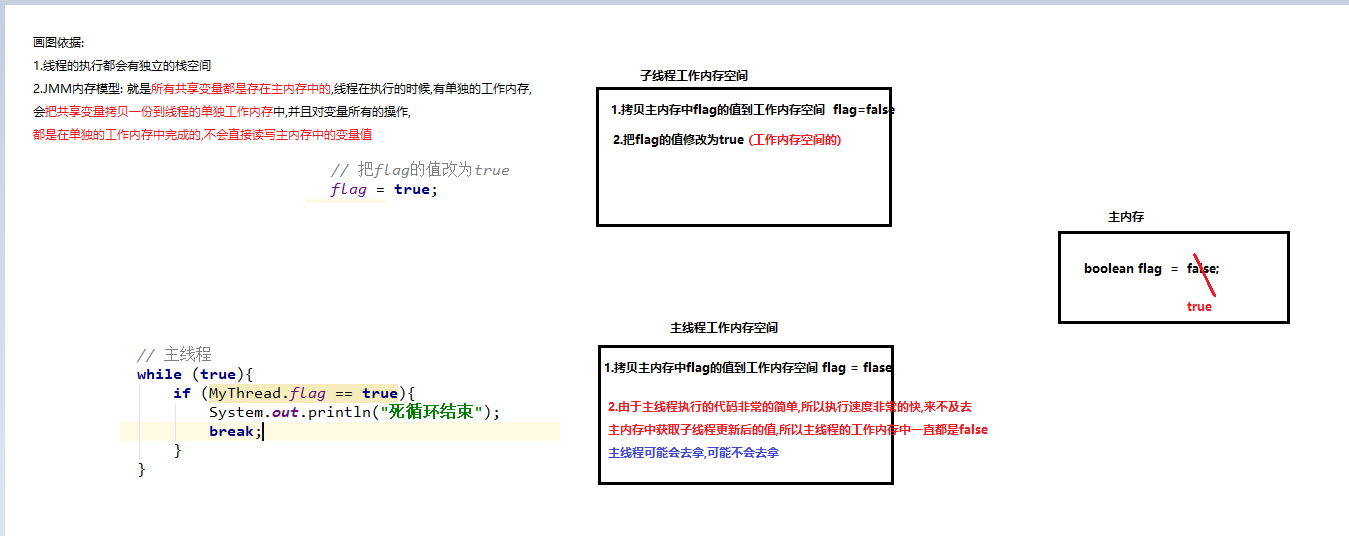 画图依据:
1.线程的执行都会有独立的栈空间
2.JMM内存模型: 就是所有共享变量都是存在主内存中的,线程在执行的时候,有单独的工作内存,
会把共享变量拷贝一份到线程的单独工作内存中,并且对变量所有的操作,
都是在单独的工作内存中完成的,不会直接读写主内存中的变量值
// 把flag的值改为true
flag = true;
子线程工作内存空间
1.拷贝主内存中flag的值到工作内存空间 flag=false
2.把flag的值修改为true (工作内存空间的)
主内存
boolean flag = false;
true
// 主线程
while (true){
if (MyThread.flag == true){
System.out.println("死循环结束");
break;
}
}
主线程工作内存空间
1.拷贝主内存中flag的值到工作内存空间 flag = flase
2.由于主线程执行的代码非常的简单,所以执行速度非常的快,来不及去
主内存中获取子线程更新后的值,所以主线程的工作内存中一直都是false
主线程可能会去拿,可能不会去拿